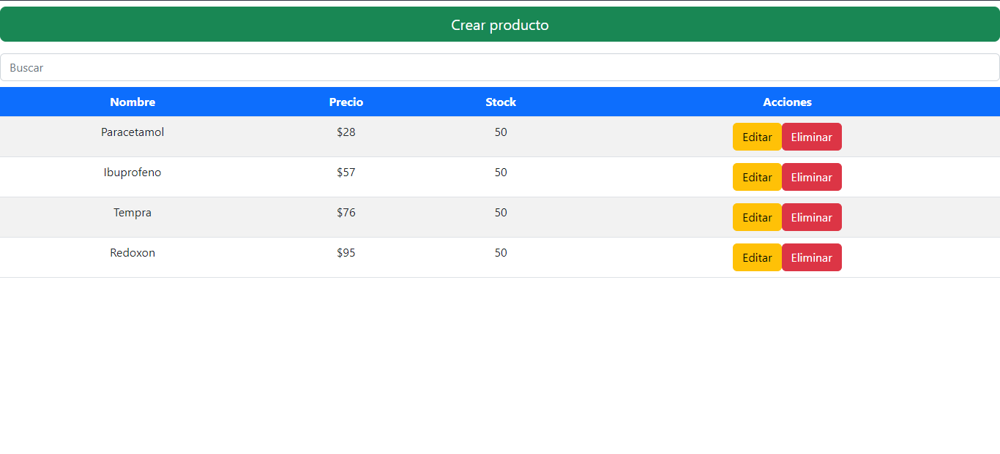 Crear producto
Buscar
Nombre Precio Stock Acciones
Paracetamol $28 50 Editar Eliminar
Ibuprofeno $57 50 Editar Eliminar
Tempra $76 50 Editar Eliminar
Redoxon $95 50 Editar Eliminar